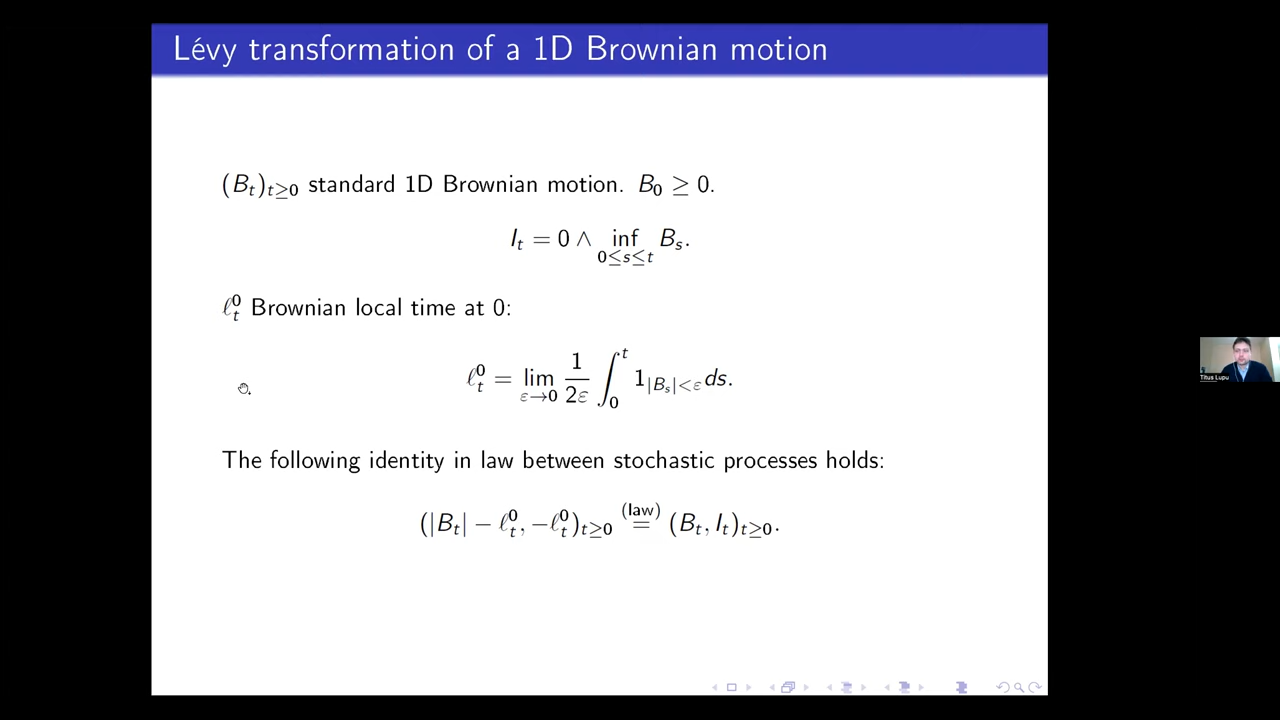 Lévy transformation of a 1D Brownian motion
(B_t)_{t≥0} standard 1D Brownian motion. B_0 ≥ 0.
I_t = 0 ∧ inf_{0≤s≤t} B_s.
ℓ_t^0 Brownian local time at 0:
ℓ_t^0 = lim_{ε→0} 1/2ε ∫_0^t 1_{|B_s|<ε} ds.
Titus Lupu
The following identity in law between stochastic processes holds:
(|B_t| − ℓ_t^0, −ℓ_t^0)_{t≥0} =^{(law)} (B_t, I_t)_{t≥0}.